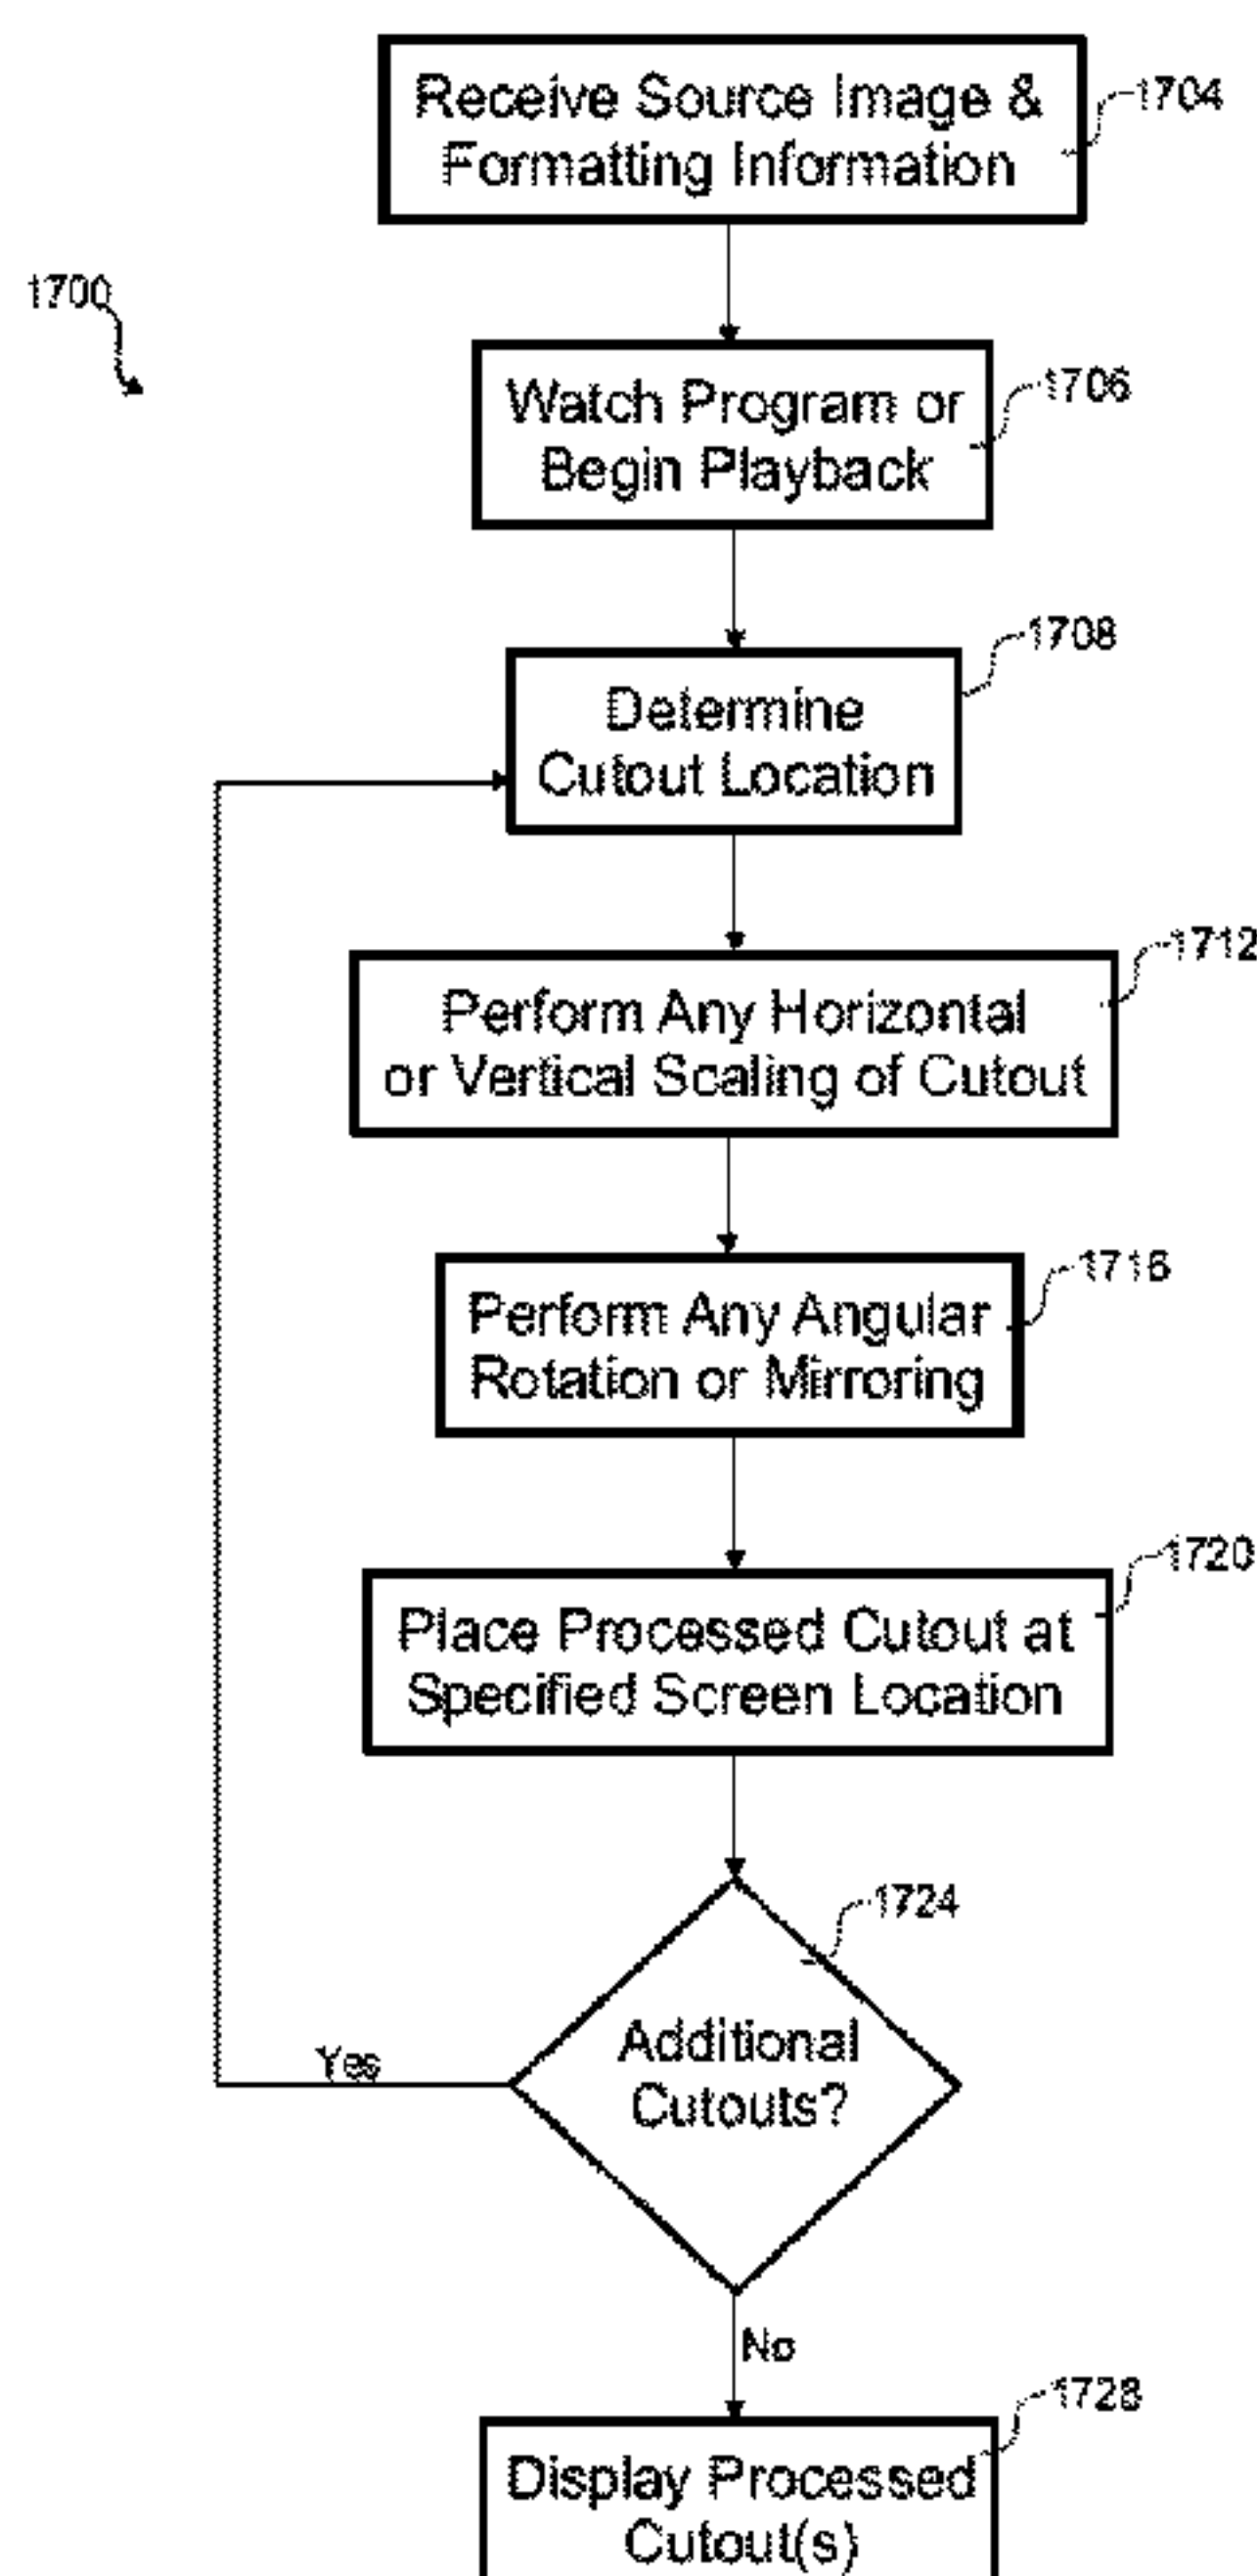 Receive Source Image &
Formatting Information
1704
1700
Watch Program or
Begin Playback
1706
Determine
Cutout Location
1708
Perform Any Horizontal
or Vertical Scaling of Cutout
1712
Perform Any Angular
Rotation or Mirroring
1716
Place Processed Cutout at
Specified Screen Location
1720
Additional
Cutouts?
1724
Yes
No
Display Processed
Cutout(s)
1728